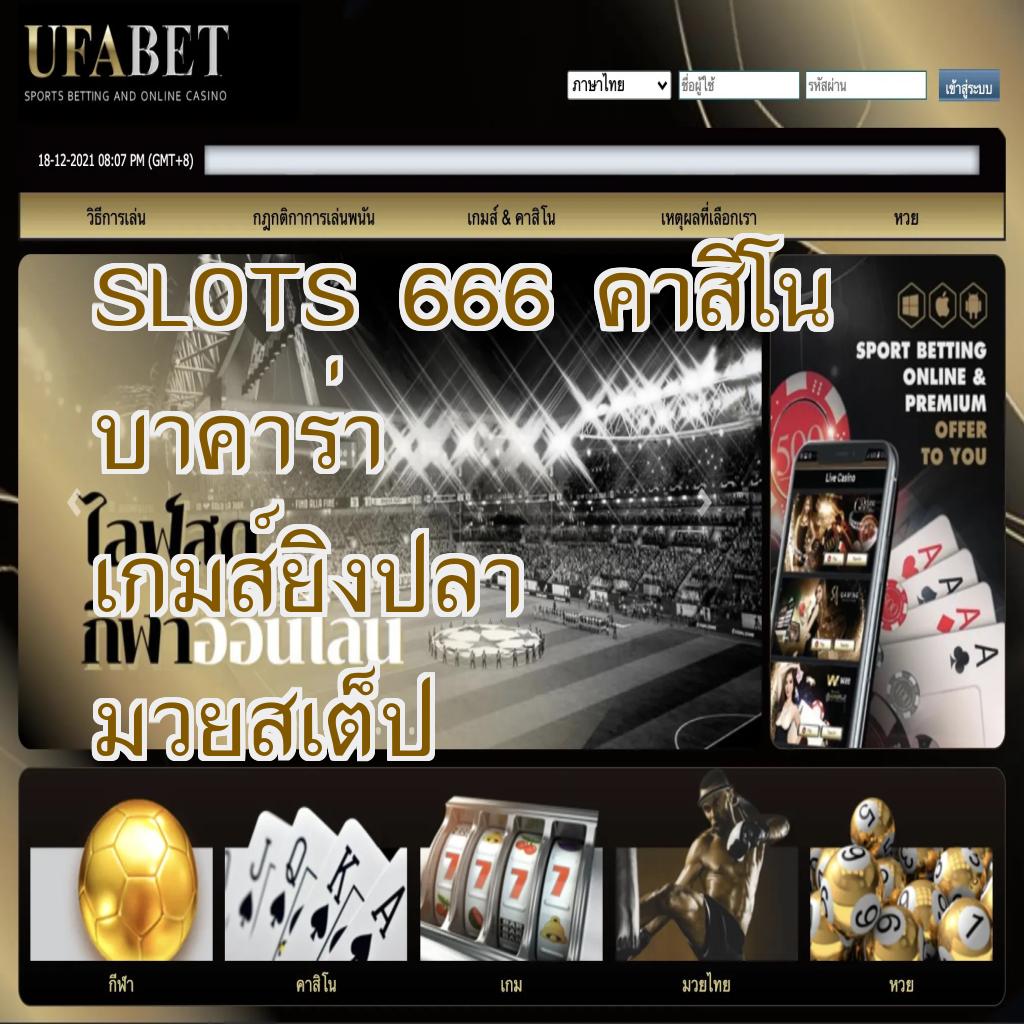 UFABET
SPORTS BETTING AND ONLINE CASINO
ภาษาไทย ชื่อผู้ใช้ รหัสผ่าน เข้าสู่ระบบ
18-12-2021 08:07 PM (GMT+8)
วิธีการเล่น กฎกติกาการเล่นพนัน เกมส์ & คาสิโน เหตุผลที่เลือกเรา หวย
SLOTS 666 คาสิโน
บาคาร่า
ไลฟ์สด
เกมส์ยิงปลา
กีฬาออนไลน์
มวยสเต็ป
SPORT BETTING
ONLINE &
PREMIUM
OFFER
TO YOU
Live Casino
กีฬา คาสิโน เกม มวยไทย หวย